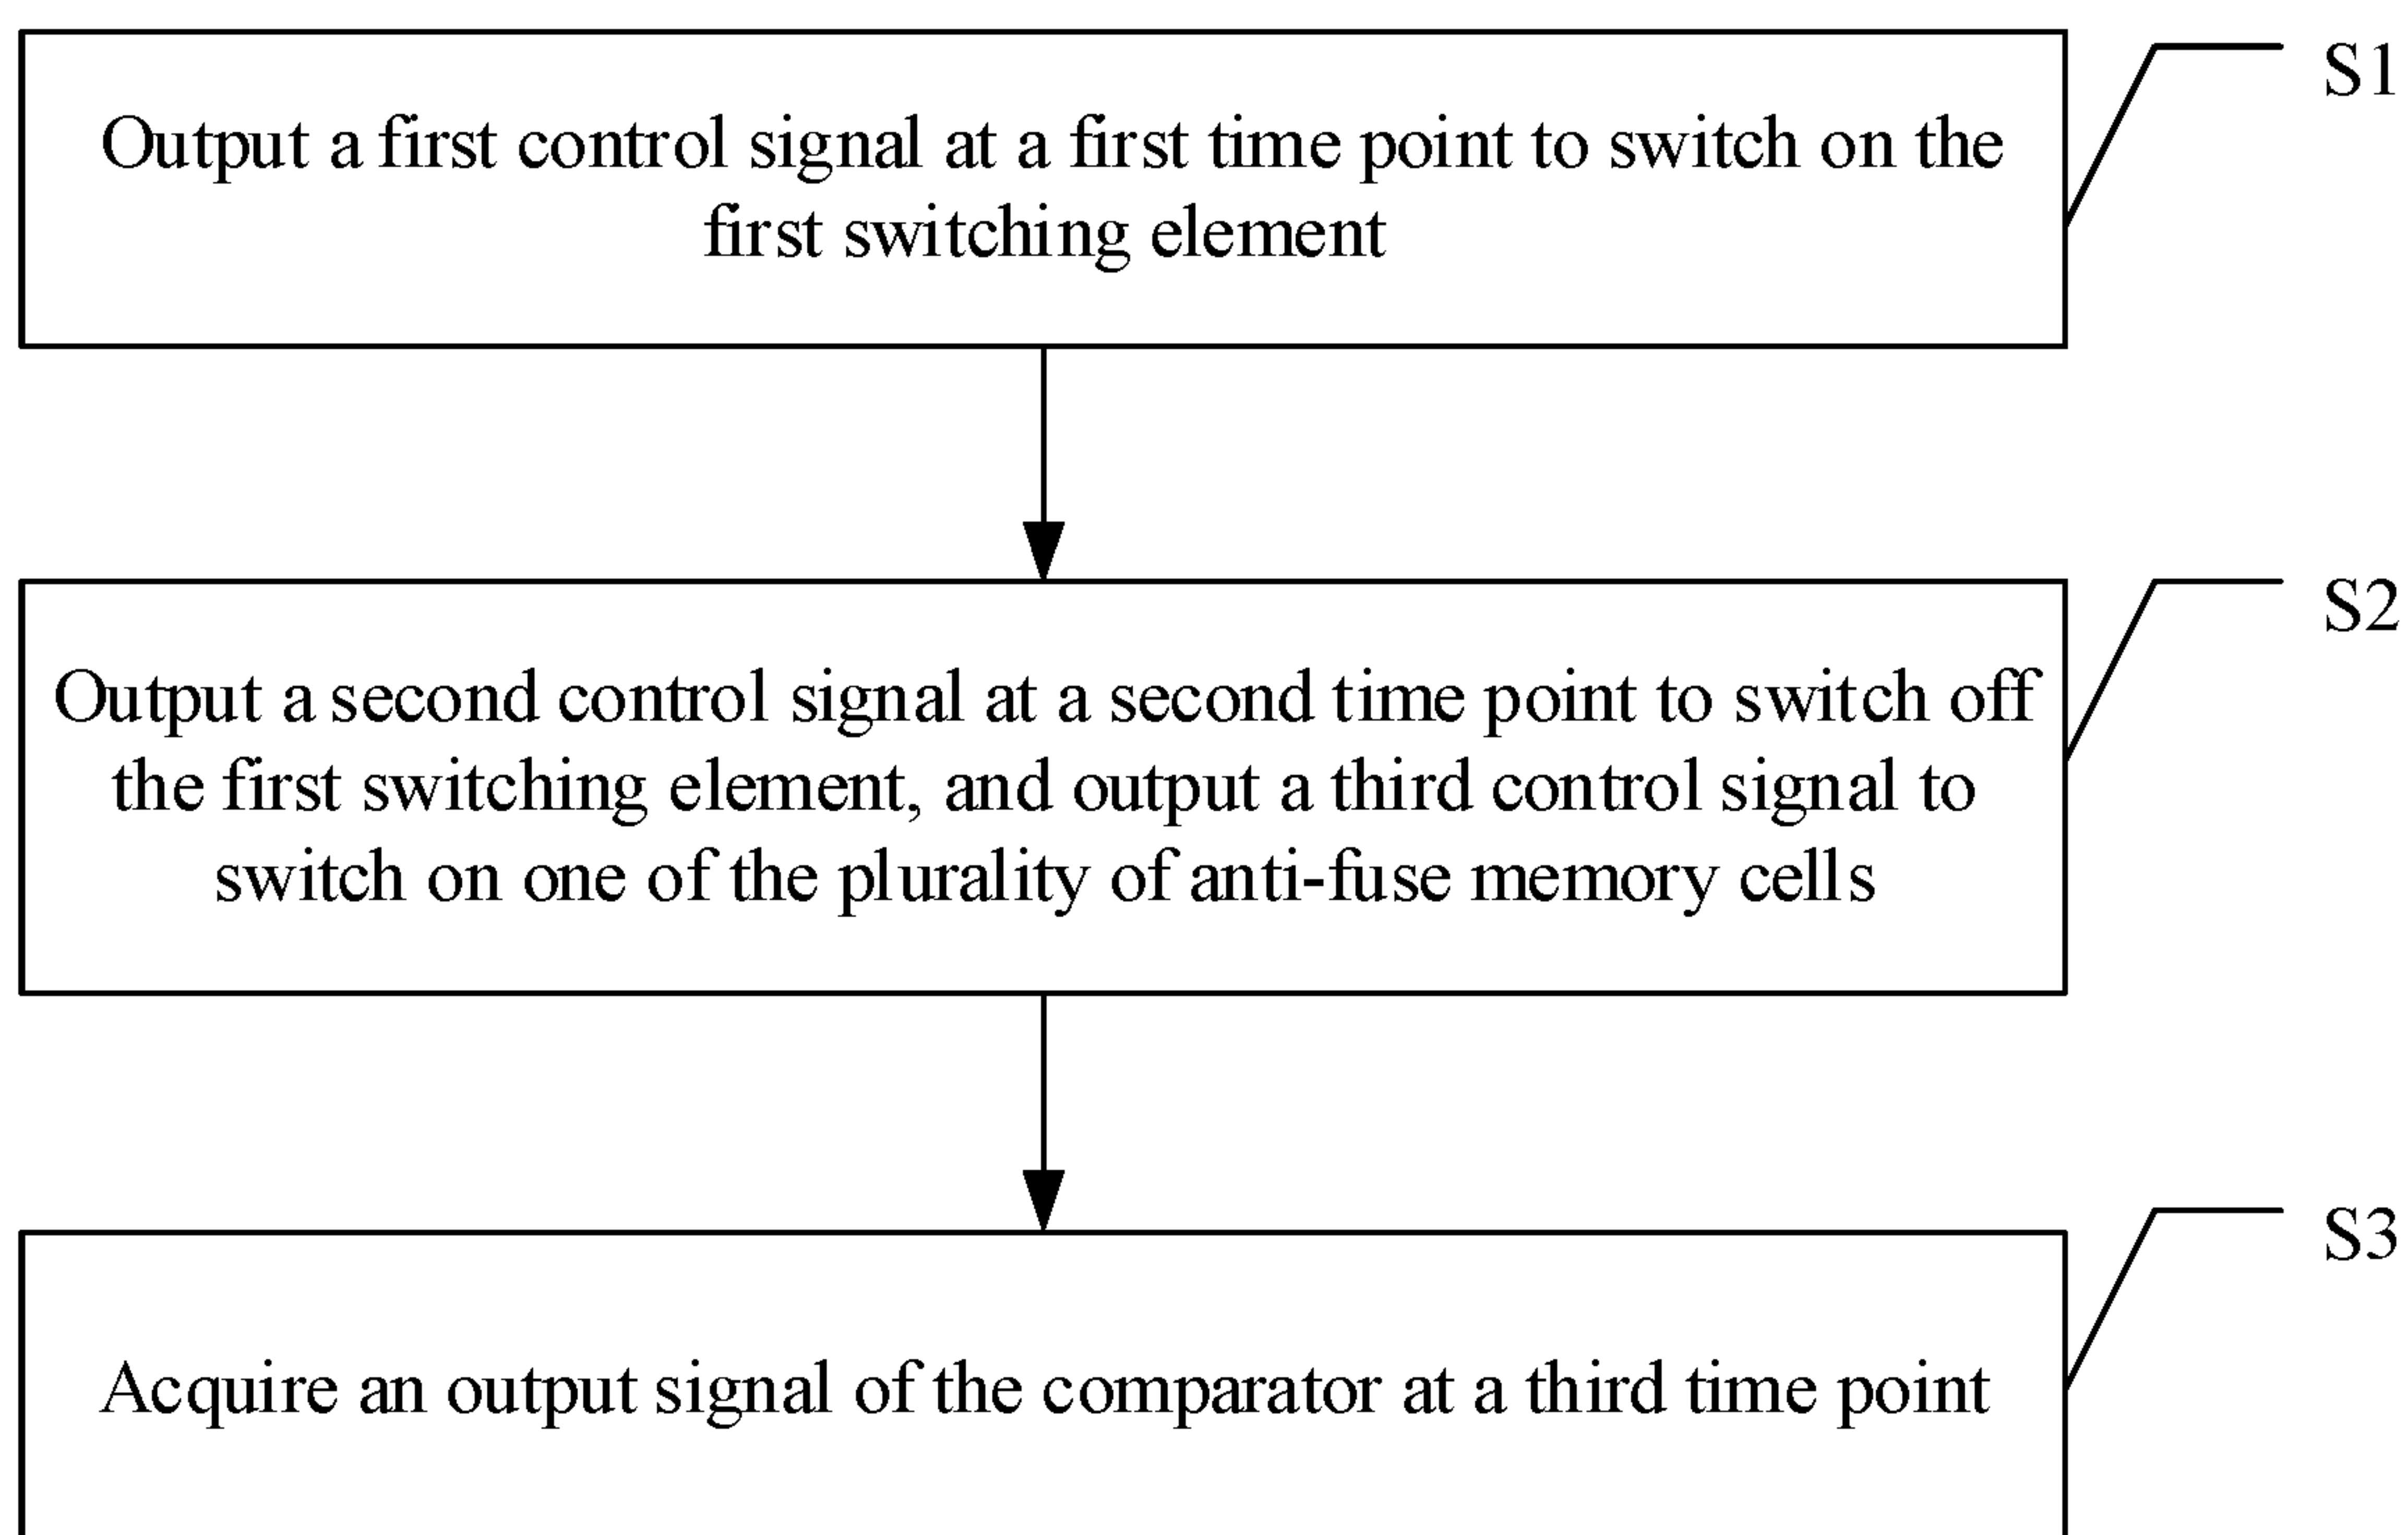 S1
Output a first control signal at a first time point to switch on the
first switching element
S2
Output a second control signal at a second time point to switch off
the first switching element, and output a third control signal to
switch on one of the plurality of anti-fuse memory cells
S3
Acquire an output signal of the comparator at a third time point